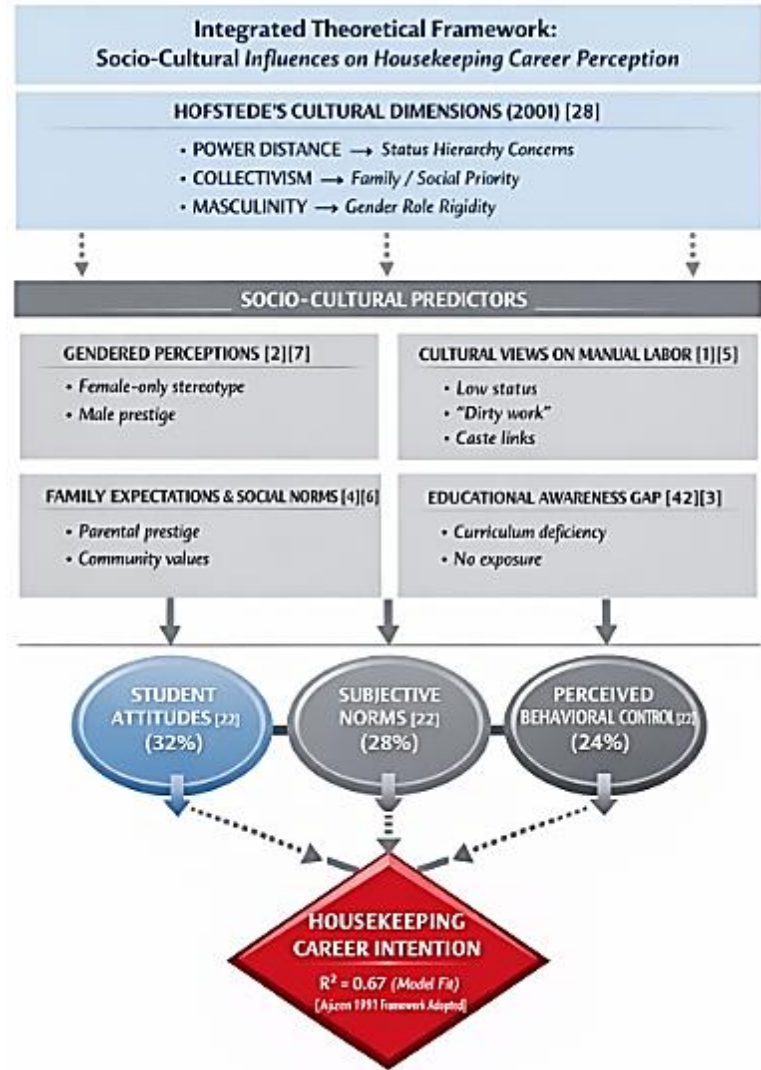 Integrated Theoretical Framework:
Socio-Cultural Influences on Housekeeping Career Perception
HOFSTEDE'S CULTURAL DIMENSIONS (2001) [28]
• POWER DISTANCE → Status Hierarchy Concerns
• COLLECTIVISM → Family / Social Priority
• MASCULINITY → Gender Role Rigidity
SOCIO-CULTURAL PREDICTORS
GENDERED PERCEPTIONS [2][7]
• Female-only stereotype
• Male prestige
CULTURAL VIEWS ON MANUAL LABOR [1][5]
• Low status
• "Dirty work"
• Caste links
FAMILY EXPECTATIONS & SOCIAL NORMS [4][6]
• Parental prestige
• Community values
EDUCATIONAL AWARENESS GAP [42][3]
• Curriculum deficiency
• No exposure
STUDENT
ATTITUDES [22]
(32%)
SUBJECTIVE
NORMS [22]
(28%)
PERCEIVED
BEHAVIORAL CONTROL [22]
(24%)
HOUSEKEEPING
CAREER INTENTION
R² = 0.67 (Model Fit)
[Ajzen 1991 Framework Adopted]